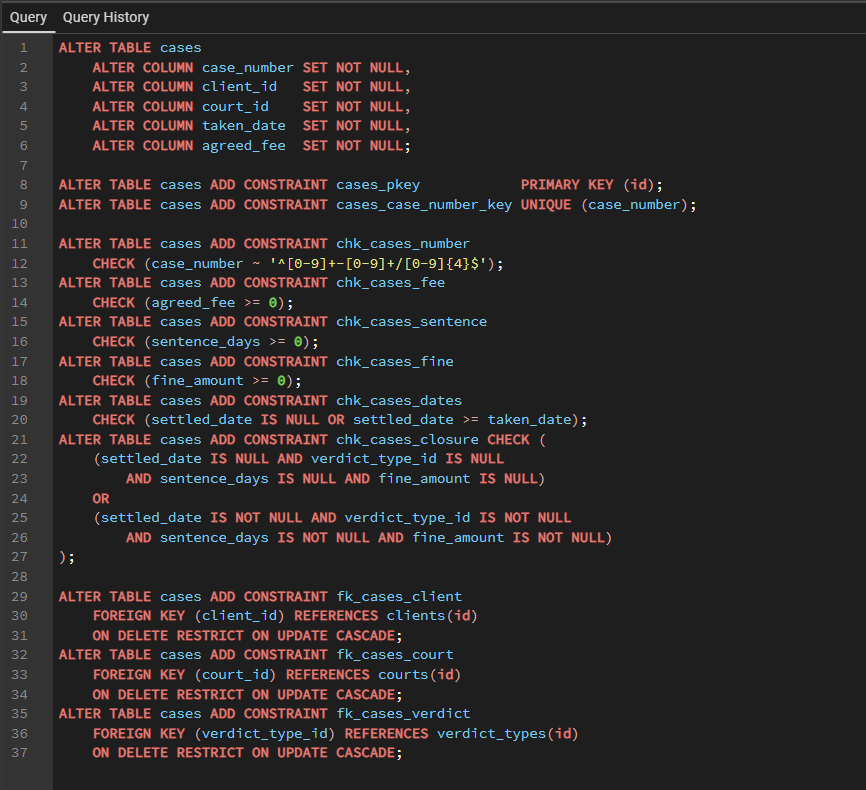 Query Query History
1 ALTER TABLE cases
2     ALTER COLUMN case_number SET NOT NULL,
3     ALTER COLUMN client_id   SET NOT NULL,
4     ALTER COLUMN court_id    SET NOT NULL,
5     ALTER COLUMN taken_date  SET NOT NULL,
6     ALTER COLUMN agreed_fee  SET NOT NULL;
7
8 ALTER TABLE cases ADD CONSTRAINT cases_pkey            PRIMARY KEY (id);
9 ALTER TABLE cases ADD CONSTRAINT cases_case_number_key UNIQUE (case_number);
10
11 ALTER TABLE cases ADD CONSTRAINT chk_cases_number
12     CHECK (case_number ~ '^[0-9]+-[0-9]+/[0-9]{4}$');
13 ALTER TABLE cases ADD CONSTRAINT chk_cases_fee
14     CHECK (agreed_fee >= 0);
15 ALTER TABLE cases ADD CONSTRAINT chk_cases_sentence
16     CHECK (sentence_days >= 0);
17 ALTER TABLE cases ADD CONSTRAINT chk_cases_fine
18     CHECK (fine_amount >= 0);
19 ALTER TABLE cases ADD CONSTRAINT chk_cases_dates
20     CHECK (settled_date IS NULL OR settled_date >= taken_date);
21 ALTER TABLE cases ADD CONSTRAINT chk_cases_closure CHECK (
22     (settled_date IS NULL AND verdict_type_id IS NULL
23         AND sentence_days IS NULL AND fine_amount IS NULL)
24     OR
25     (settled_date IS NOT NULL AND verdict_type_id IS NOT NULL
26         AND sentence_days IS NOT NULL AND fine_amount IS NOT NULL)
27 );
28
29 ALTER TABLE cases ADD CONSTRAINT fk_cases_client
30     FOREIGN KEY (client_id) REFERENCES clients(id)
31     ON DELETE RESTRICT ON UPDATE CASCADE;
32 ALTER TABLE cases ADD CONSTRAINT fk_cases_court
33     FOREIGN KEY (court_id) REFERENCES courts(id)
34     ON DELETE RESTRICT ON UPDATE CASCADE;
35 ALTER TABLE cases ADD CONSTRAINT fk_cases_verdict
36     FOREIGN KEY (verdict_type_id) REFERENCES verdict_types(id)
37     ON DELETE RESTRICT ON UPDATE CASCADE;